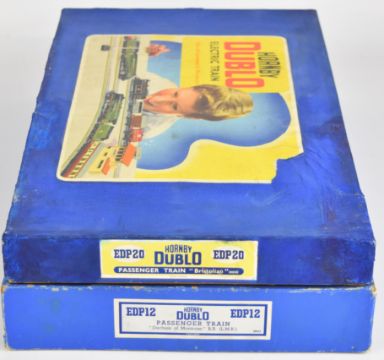 HORNBY
DUBLO
ELECTRIC TRAIN
EDP20 HORNBY DUBLO EDP20
PASSENGER TRAIN "Bristolian"
EDP12 HORNBY DUBLO EDP12
PASSENGER TRAIN
"Duchess of Montrose" B.R. (L.M.R.)